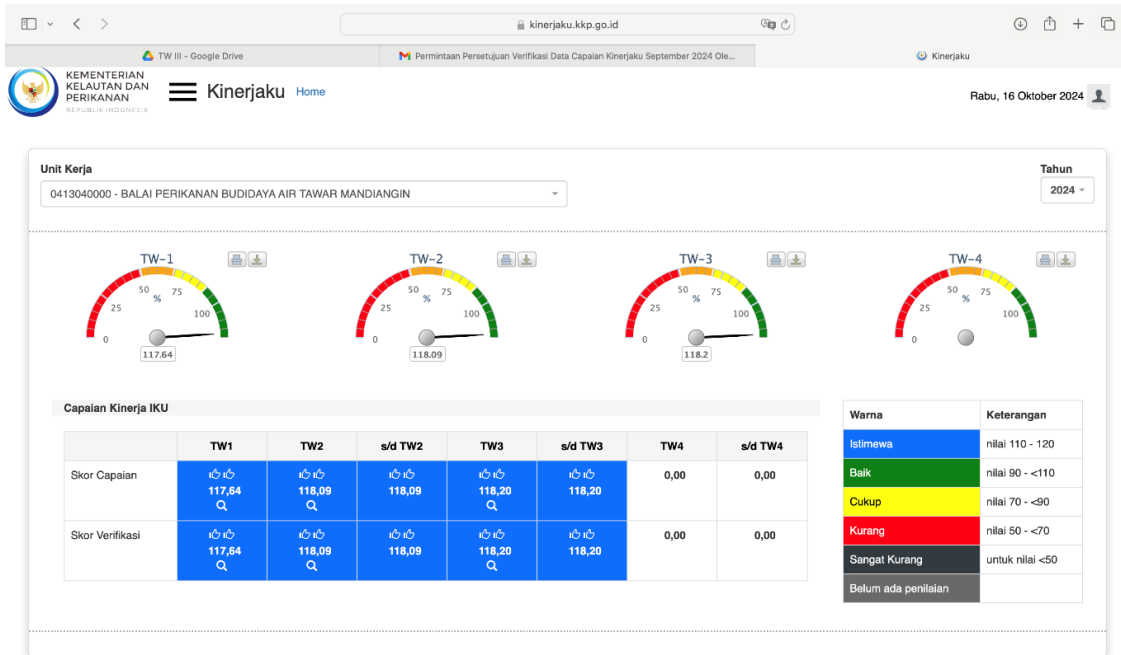 kinerjaku.kkp.go.id
TW III - Google Drive
Permintaan Persetujuan Verifikasi Data Capaian Kinerjaku September 2024 Ole...
Kinerjaku
KEMENTERIAN
KELAUTAN DAN
PERIKANAN
REPUBLIK INDONESIA
Kinerjaku Home
Rabu, 16 Oktober 2024
Unit Kerja
Tahun
0413040000 - BALAI PERIKANAN BUDIDAYA AIR TAWAR MANDIANGIN
2024
TW-1
0 25 50 75 100
%
117.64
TW-2
0 25 50 75 100
%
118.09
TW-3
0 25 50 75 100
%
118.2
TW-4
0 25 50 75 100
%
Capaian Kinerja IKU
TW1 TW2 s/d TW2 TW3 s/d TW3 TW4 s/d TW4
Skor Capaian 117,64 118,09 118,09 118,20 118,20 0,00 0,00
Skor Verifikasi 117,64 118,09 118,09 118,20 118,20 0,00 0,00
Warna Keterangan
Istimewa nilai 110 - 120
Baik nilai 90 - <110
Cukup nilai 70 - <90
Kurang nilai 50 - <70
Sangat Kurang untuk nilai <50
Belum ada penilaian